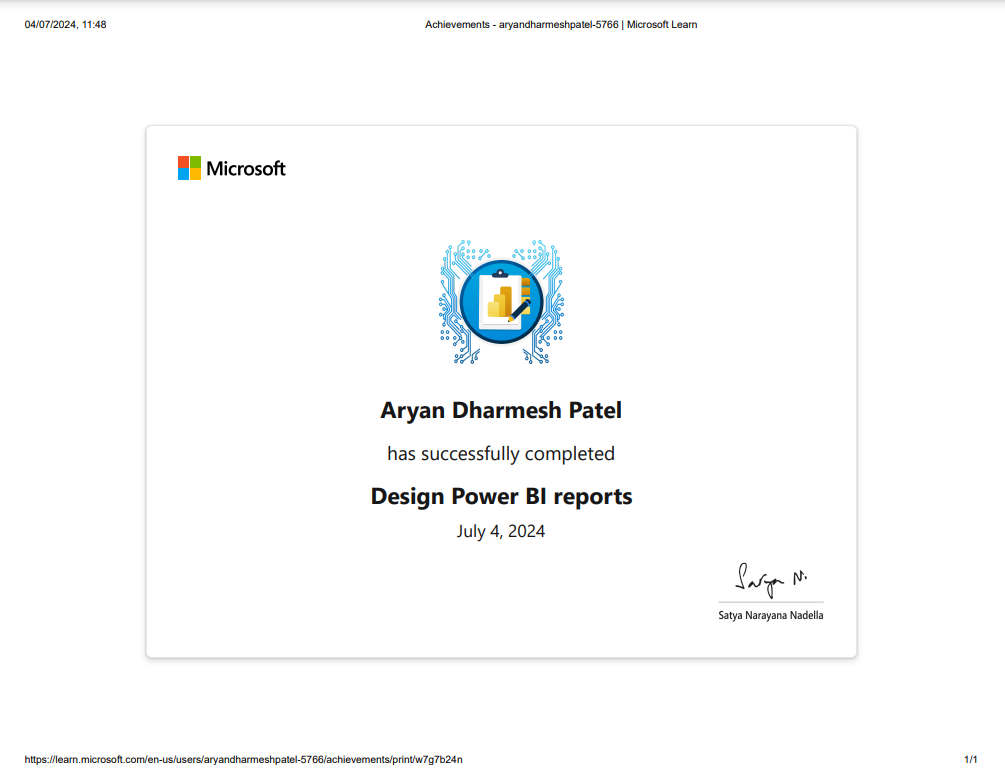 04/07/2024, 11:48
Achievements - aryandharmeshpatel-5766 | Microsoft Learn
Microsoft
Aryan Dharmesh Patel
has successfully completed
Design Power BI reports
July 4, 2024
Satya N.
Satya Narayana Nadella
https://learn.microsoft.com/en-us/users/aryandharmeshpatel-5766/achievements/print/w7g7b24n
1/1